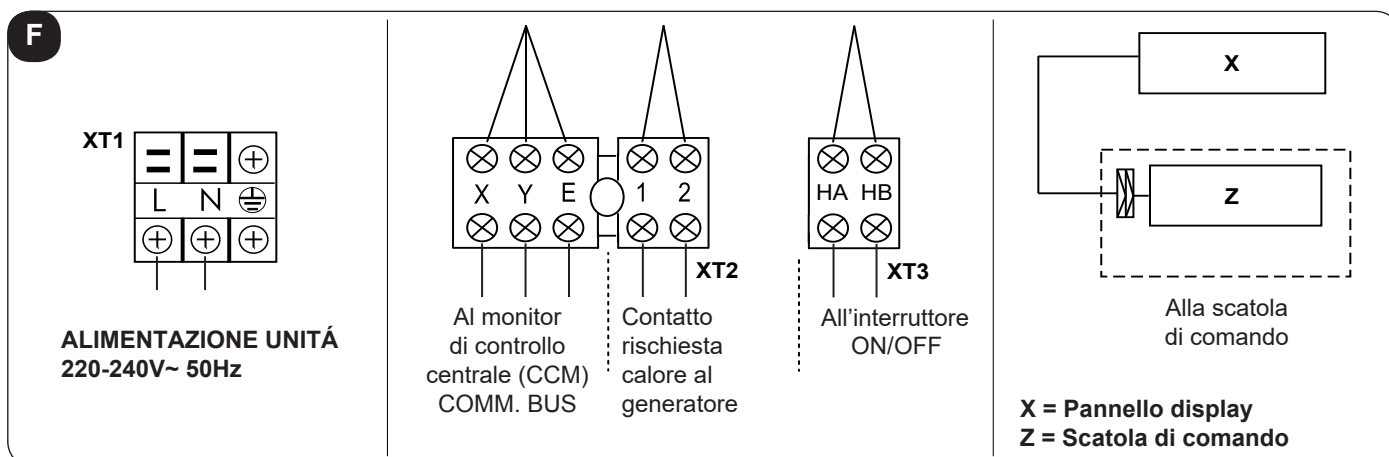 F
XT1
L N
ALIMENTAZIONE UNITÁ
220-240V~ 50Hz
X Y E 1 2
XT2
Al monitor
di controllo
centrale (CCM)
COMM. BUS
Contatto
rischiesta
calore al
generatore
HA HB
XT3
All'interruttore
ON/OFF
X
Z
Alla scatola
di comando
X = Pannello display
Z = Scatola di comando